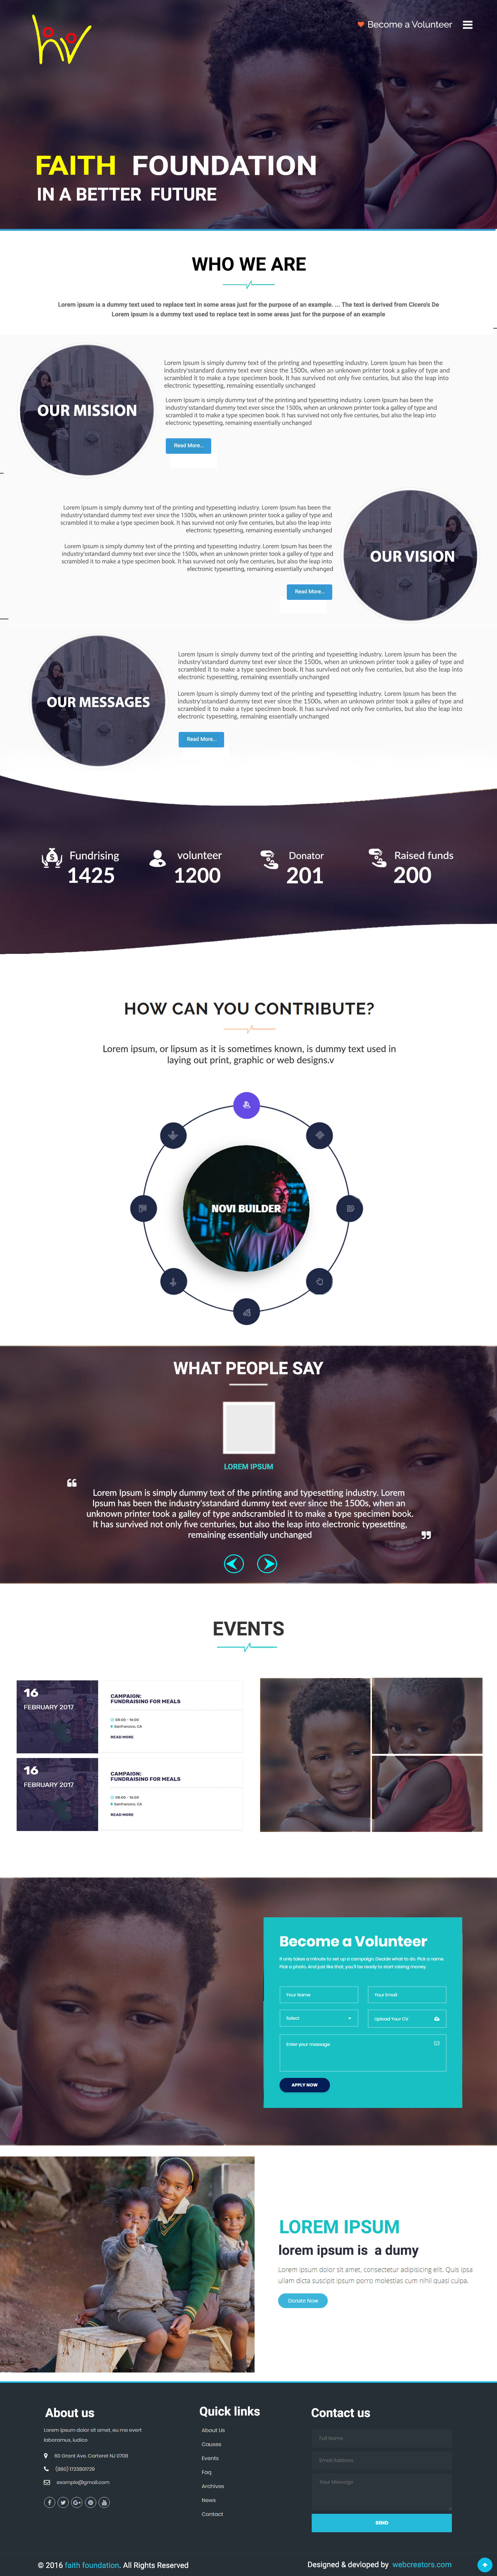 Become a Volunteer
FAITH FOUNDATION
IN A BETTER FUTURE
WHO WE ARE
Lorem ipsum is a dummy text used to replace text in some areas just for the purpose of an example. ... The text is derived from Cicero's De
Lorem ipsum is a dummy text used to replace text in some areas just for the purpose of an example
OUR MISSION
Lorem Ipsum is simply dummy text of the printing and typesetting industry. Lorem Ipsum has been the
industry'standard dummy text ever since the 1500s, when an unknown printer took a galley of type and
scrambled it to make a type specimen book. It has survived not only five centuries, but also the leap into
electronic typesetting, remaining essentially unchanged
Lorem Ipsum is simply dummy text of the printing and typesetting industry. Lorem Ipsum has been the
industry'standard dummy text ever since the 1500s, when an unknown printer took a galley of type and
scrambled it to make a type specimen book. It has survived not only five centuries, but also the leap into
electronic typesetting, remaining essentially unchanged
Read More...
Lorem Ipsum is simply dummy text of the printing and typesetting industry. Lorem Ipsum has been the
industry'standard dummy text ever since the 1500s, when an unknown printer took a galley of type and
scrambled it to make a type specimen book. It has survived not only five centuries, but also the leap into
electronic typesetting, remaining essentially unchanged
Lorem Ipsum is simply dummy text of the printing and typesetting industry. Lorem Ipsum has been the
industry'standard dummy text ever since the 1500s, when an unknown printer took a galley of type and
scrambled it to make a type specimen book. It has survived not only five centuries, but also the leap into
electronic typesetting, remaining essentially unchanged
OUR VISION
Read More...
OUR MESSAGES
Lorem Ipsum is simply dummy text of the printing and typesetting industry. Lorem Ipsum has been the
industry'standard dummy text ever since the 1500s, when an unknown printer took a galley of type and
scrambled it to make a type specimen book. It has survived not only five centuries, but also the leap into
electronic typesetting, remaining essentially unchanged
Lorem Ipsum is simply dummy text of the printing and typesetting industry. Lorem Ipsum has been the
industry'standard dummy text ever since the 1500s, when an unknown printer took a galley of type and
scrambled it to make a type specimen book. It has survived not only five centuries, but also the leap into
electronic typesetting, remaining essentially unchanged
Read More...
Fundrising
1425
volunteer
1200
Donator
201
Raised funds
200
HOW CAN YOU CONTRIBUTE?
Lorem ipsum, or lipsum as it is sometimes known, is dummy text used in
laying out print, graphic or web designs.v
NOVI BUILDER
WHAT PEOPLE SAY
LOREM IPSUM
Lorem Ipsum is simply dummy text of the printing and typesetting industry. Lorem
Ipsum has been the industry'standard dummy text ever since the 1500s, when an
unknown printer took a galley of type andscrambled it to make a type specimen book.
It has survived not only five centuries, but also the leap into electronic typesetting,
remaining essentially unchanged
EVENTS
16
FEBRUARY 2017
CAMPAIGN:
FUNDRAISING FOR MEALS
09:00 - 16:00
Sanfransico, CA
READ MORE
16
FEBRUARY 2017
CAMPAIGN:
FUNDRAISING FOR MEALS
09:00 - 16:00
Sanfransico, CA
READ MORE
Become a Volunteer
It only takes a minute to set up a campaign. Decide what to do. Pick a name.
Pick a photo. And just like that, you'll be ready to start raising money.
Your Name
Your Email
Select
Upload Your CV
Enter your message
APPLY NOW
LOREM IPSUM
lorem ipsum is a dumy
Lorem ipsum dolor sit amet, consectetur adipisicing elit. Quis ipsa
ullam dicta suscipit ipsum porro molestias cum nihil quasi culpa.
Donate Now
About us
Lorem ipsum dolor sit amet, eu me evert
laboramus, iudico
60 Grant Ave. Carteret NJ 0708
(880) 1723801729
example@gmail.com
Quick links
About Us
Causes
Events
Faq
Archives
News
Contact
Contact us
Full Name
Email Address
Your Message
SEND
© 2016 faith foundation. All Rights Reserved
Designed & devloped by webcreators.com